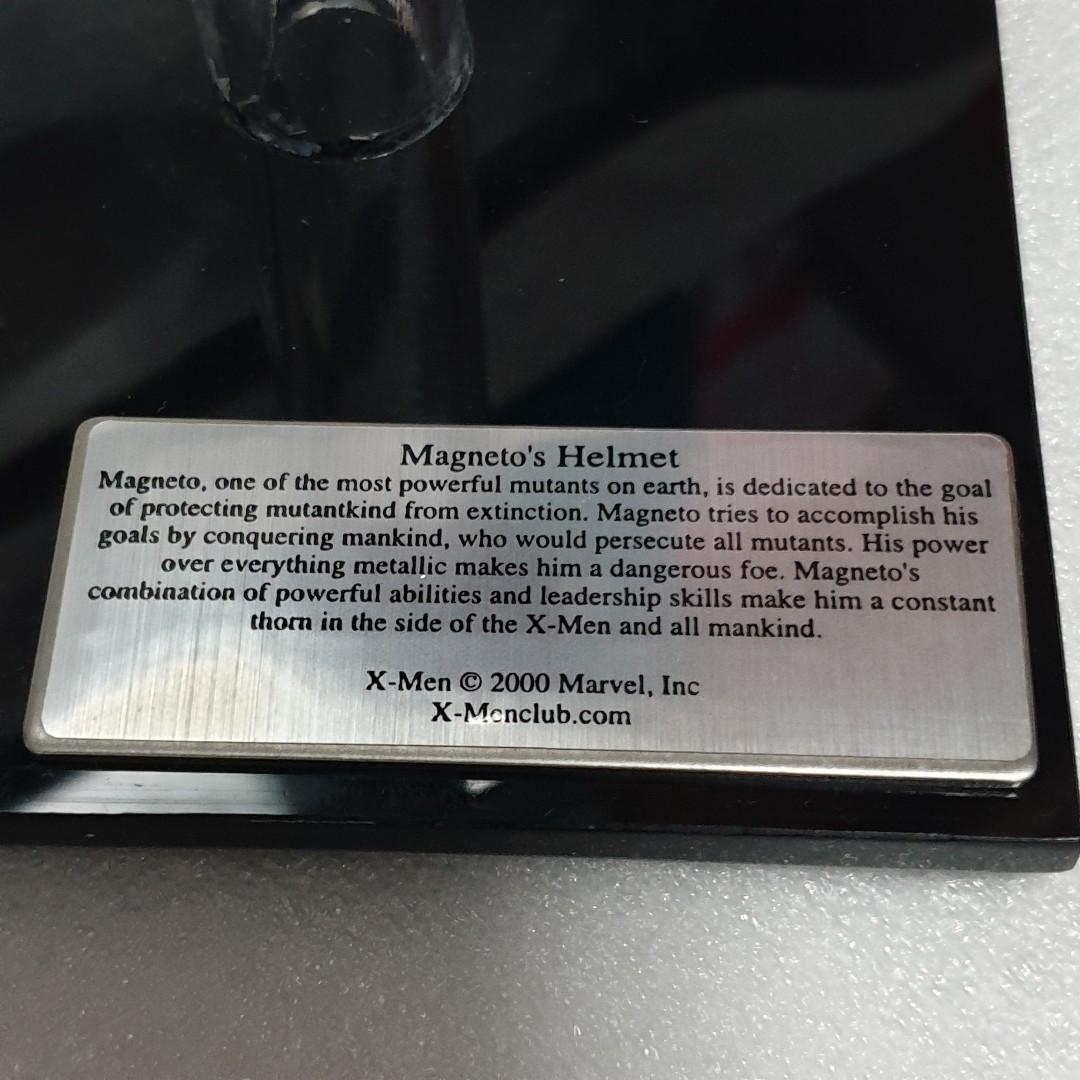 Magneto's Helmet
Magneto, one of the most powerful mutants on earth, is dedicated to the goal
of protecting mutantkind from extinction. Magneto tries to accomplish his
goals by conquering mankind, who would persecute all mutants. His power
over everything metallic makes him a dangerous foe. Magneto's
combination of powerful abilities and leadership skills make him a constant
thorn in the side of the X-Men and all mankind.
X-Men © 2000 Marvel, Inc
X-Menclub.com